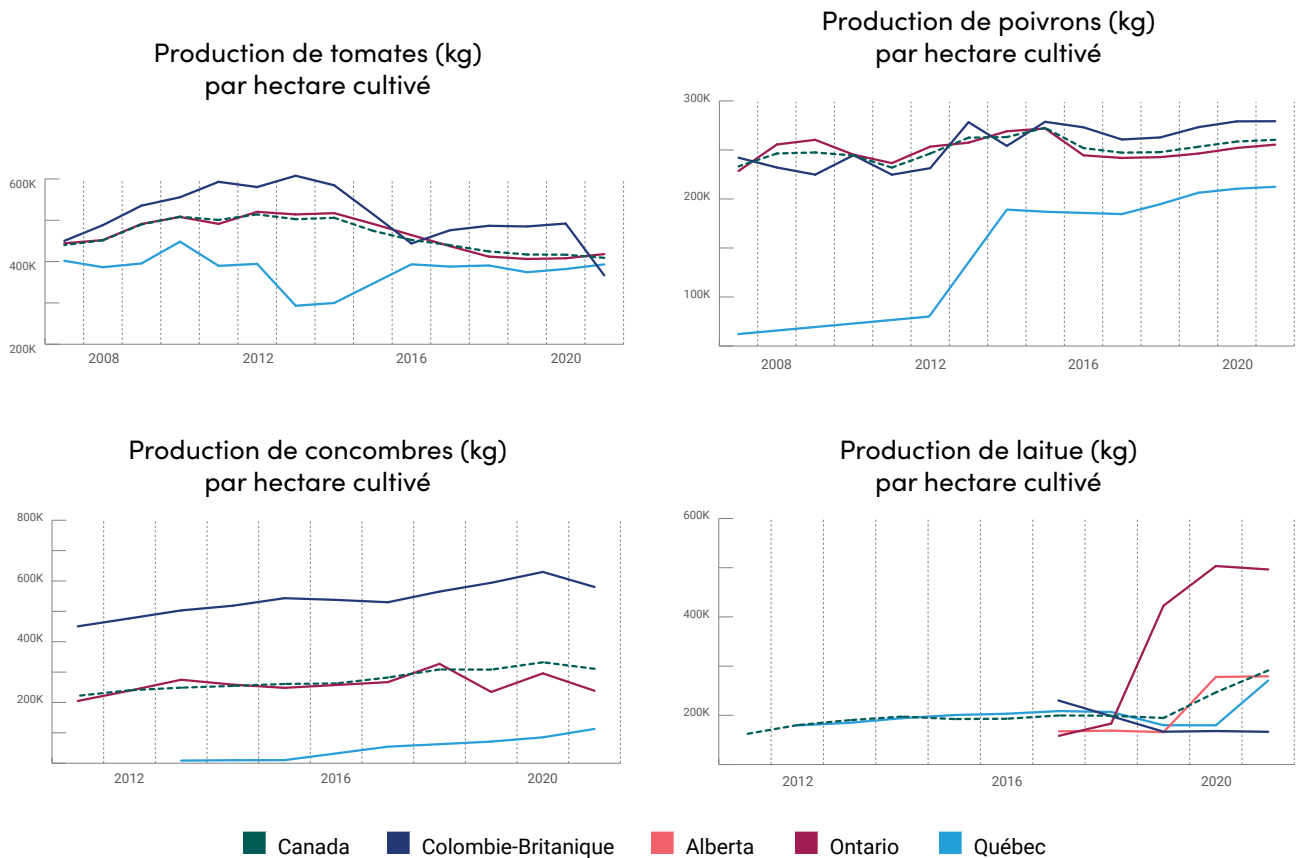 Production de tomates (kg)
par hectare cultivé
600K
400K
200K
2008
2012
2016
2020
Production de poivrons (kg)
par hectare cultivé
300K
200K
100K
2008
2012
2016
2020
Production de concombres (kg)
par hectare cultivé
800K
600K
400K
200K
2012
2016
2020
Production de laitue (kg)
par hectare cultivé
600K
400K
200K
2012
2016
2020
Canada
Colombie-Britanique
Alberta
Ontario
Québec